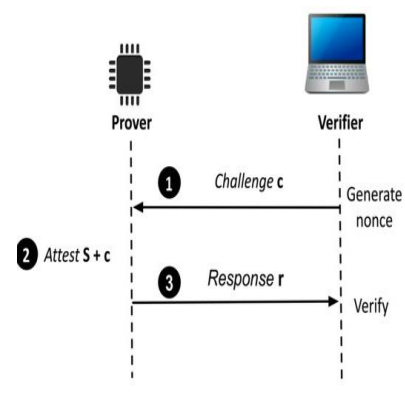 Prover
Verifier
1 Challenge c
Generate
nonce
2 Attest S + c
3 Response r
Verify